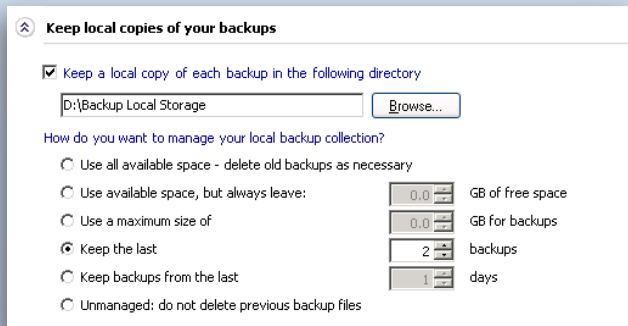 Keep local copies of your backups
Keep a local copy of each backup in the following directory
D:\Backup Local Storage Browse...
How do you want to manage your local backup collection?
Use all available space - delete old backups as necessary
Use available space, but always leave: 0.0 GB of free space
Use a maximum size of 0.0 GB for backups
Keep the last 2 backups
Keep backups from the last 1 days
Unmanaged: do not delete previous backup files